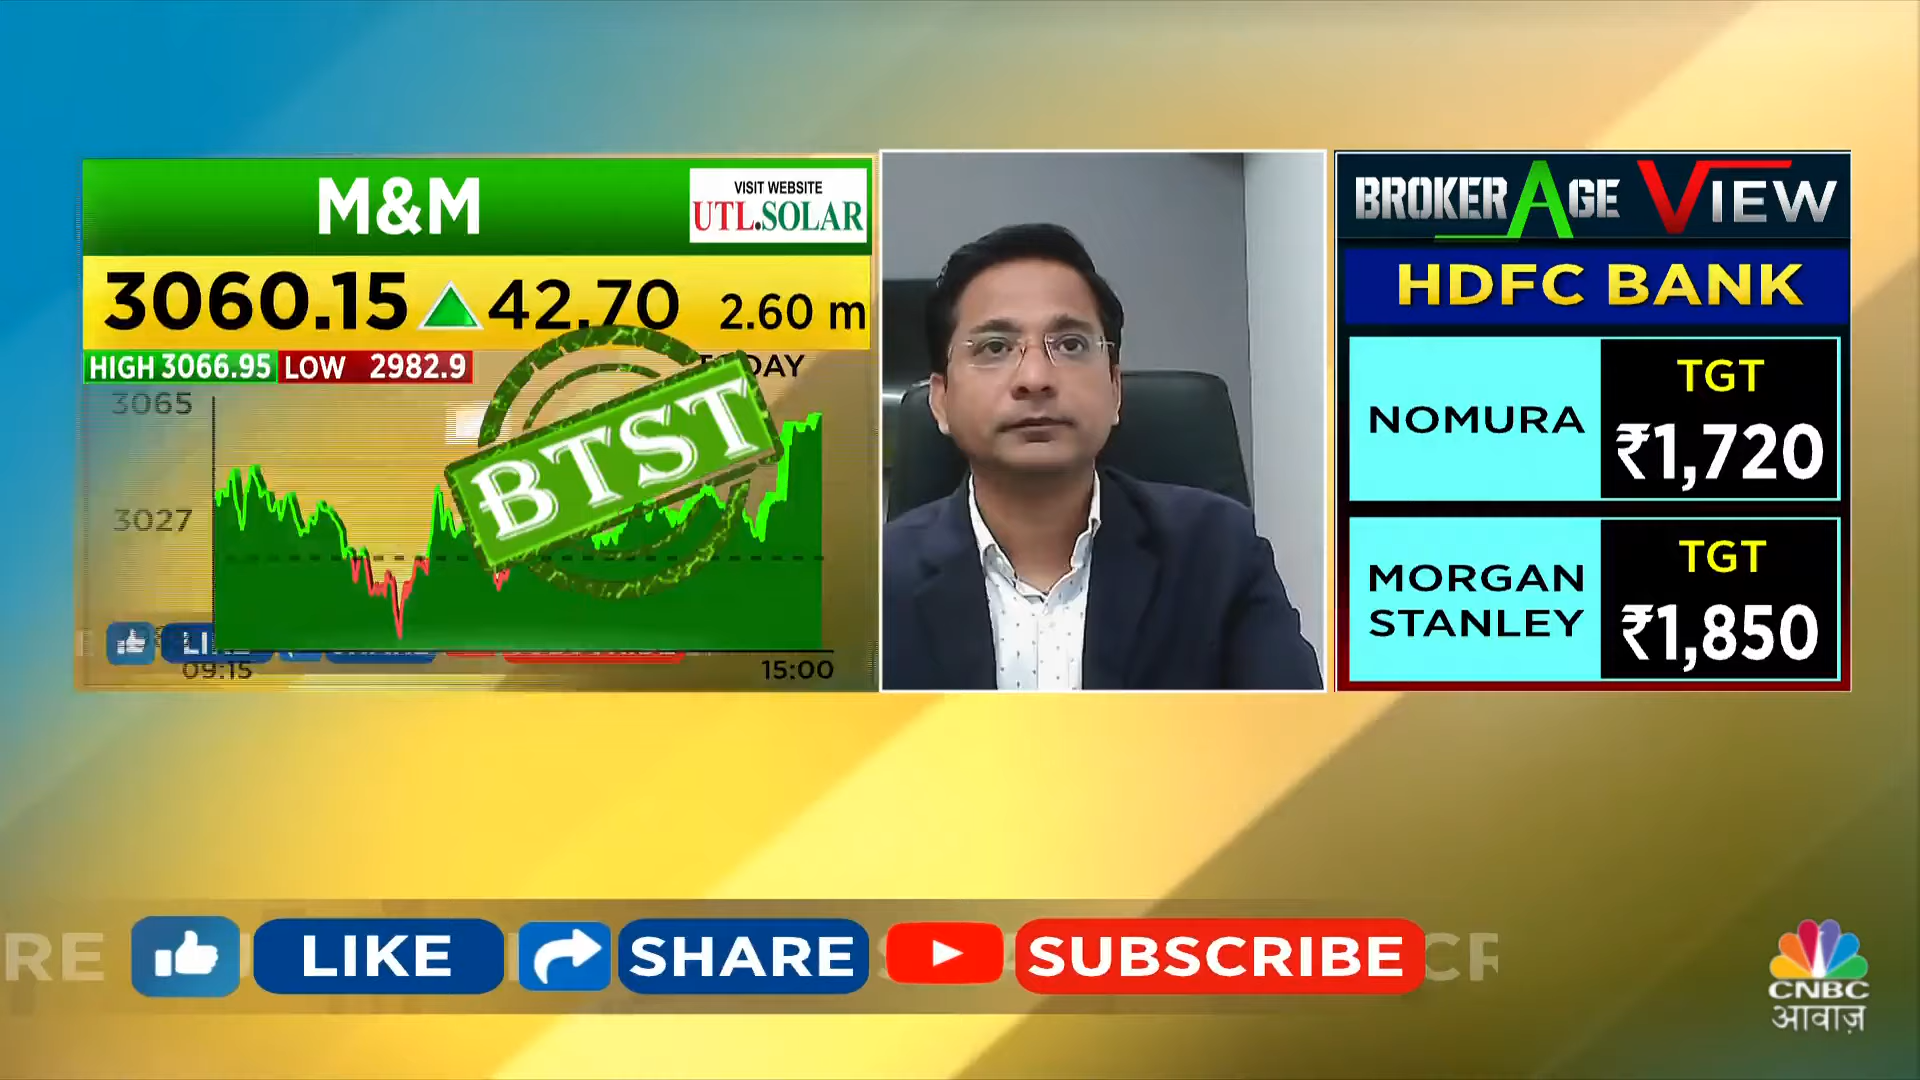 M&M
VISIT WEBSITE
UTL.SOLAR
3060.15 ▲ 42.70 2.60 m
HIGH 3066.95 LOW 2982.9
3065
3027
BTST
09:15
15:00
BROKERAGE VIEW
HDFC BANK
NOMURA
TGT
₹1,720
MORGAN
STANLEY
TGT
₹1,850
LIKE SHARE SUBSCRIBE
CNBC
आवाज़